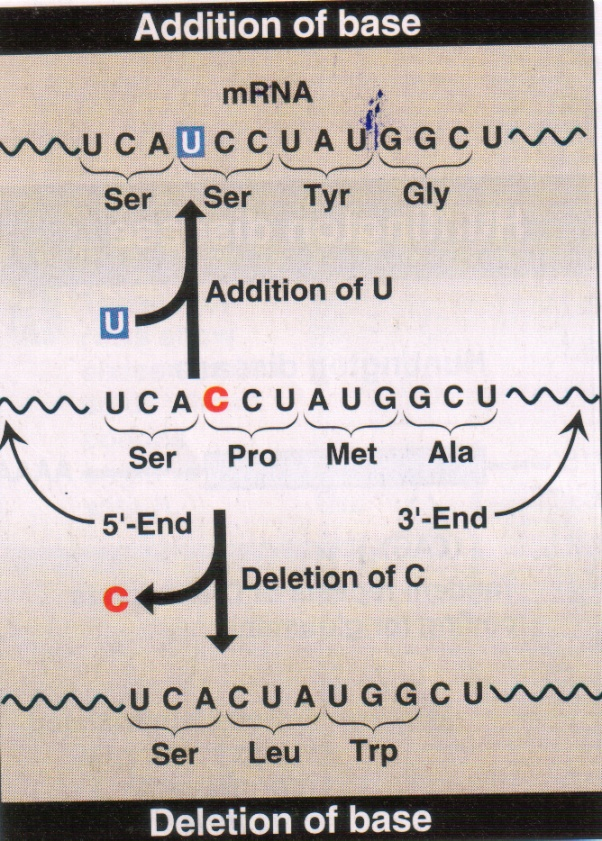 Addition of base
mRNA
U C A U C C U A U G G C U
Ser Ser Tyr Gly
Addition of U
U
U C A C C U A U G G C U
Ser Pro Met Ala
5'-End
3'-End
Deletion of C
C
U C A C U A U G G C U
Ser Leu Trp
Deletion of base